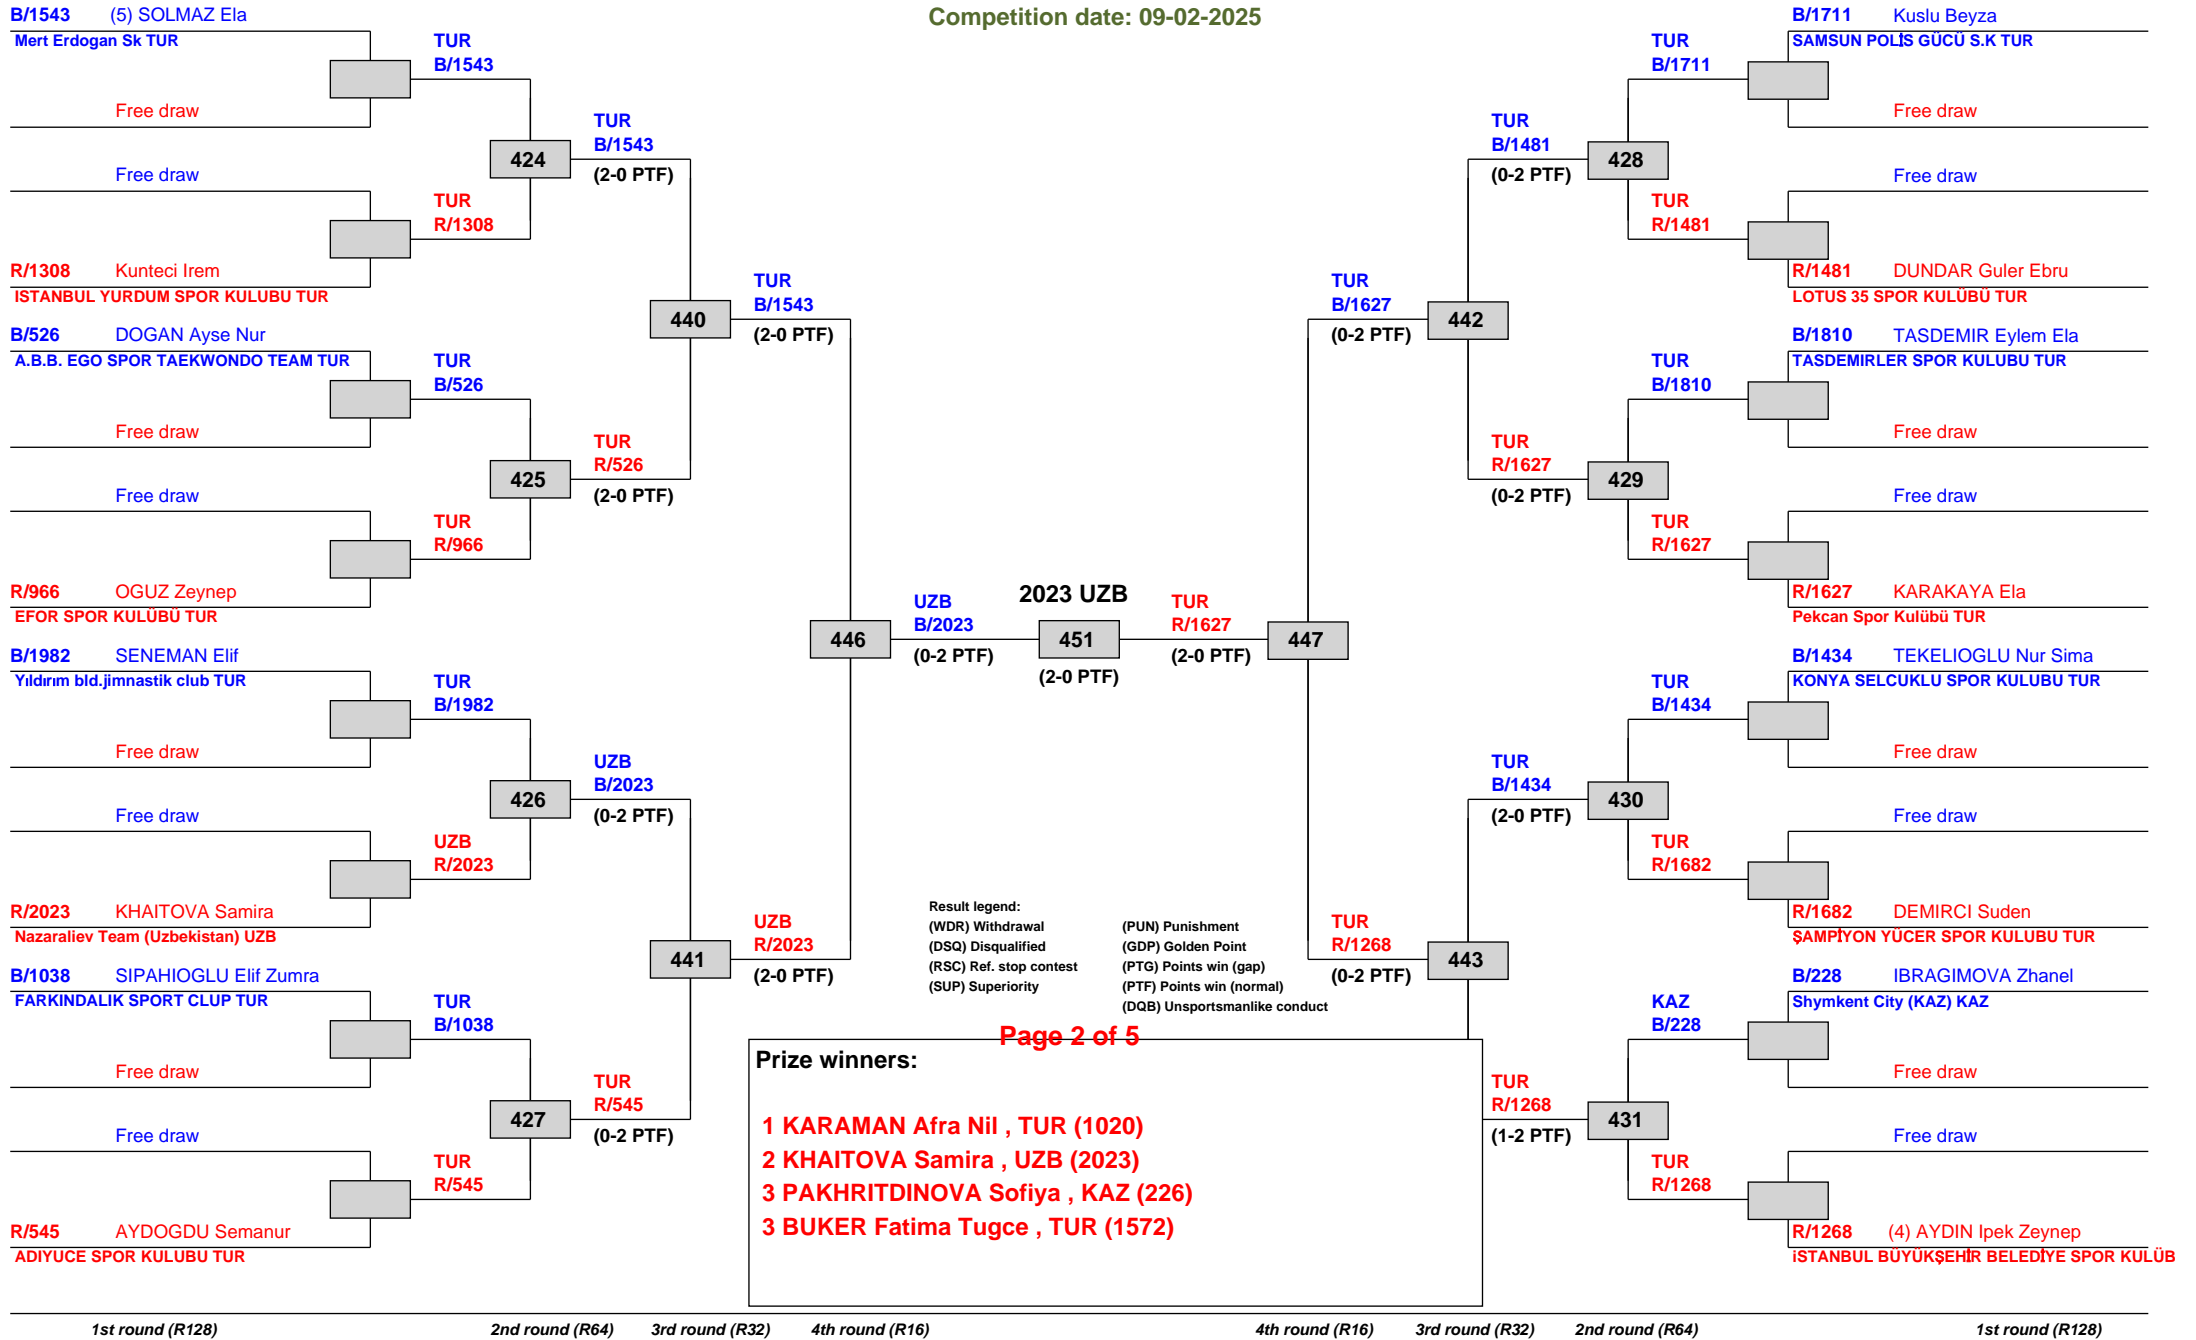 Competition date: 09-02-2025
B/1543 (5) SOLMAZ Ela
Mert Erdogan Sk TUR
TUR
B/1543
Free draw
TUR
B/1543
424
(2-0 PTF)
Free draw
TUR
R/1308
R/1308 Kunteci Irem
ISTANBUL YURDUM SPOR KULUBU TUR
TUR
B/1543
440
(2-0 PTF)
B/526 DOGAN Ayse Nur
A.B.B. EGO SPOR TAEKWONDO TEAM TUR
TUR
B/526
Free draw
TUR
R/526
425
(2-0 PTF)
Free draw
TUR
R/966
R/966 OGUZ Zeynep
EFOR SPOR KULÜBÜ TUR
446
UZB
B/2023
(0-2 PTF)
2023 UZB
451
(2-0 PTF)
TUR
R/1627
(2-0 PTF)
447
B/1982 SENEMAN Elif
Yıldırım bld.jimnastik club TUR
TUR
B/1982
Free draw
UZB
B/2023
426
(0-2 PTF)
Free draw
UZB
R/2023
R/2023 KHAITOVA Samira
Nazaraliev Team (Uzbekistan) UZB
UZB
R/2023
441
(2-0 PTF)
B/1038 SIPAHIOGLU Elif Zumra
FARKINDALIK SPORT CLUP TUR
TUR
B/1038
Free draw
TUR
R/545
427
(0-2 PTF)
Free draw
TUR
R/545
R/545 AYDOGDU Semanur
ADIYUCE SPOR KULUBU TUR
B/1711 Kuslu Beyza
SAMSUN POLİS GÜCÜ S.K TUR
TUR
B/1711
Free draw
TUR
B/1481
428
(0-2 PTF)
Free draw
TUR
R/1481
R/1481 DUNDAR Guler Ebru
LOTUS 35 SPOR KULÜBÜ TUR
TUR
B/1627
442
(0-2 PTF)
B/1810 TASDEMIR Eylem Ela
TASDEMIRLER SPOR KULUBU TUR
TUR
B/1810
Free draw
TUR
R/1627
429
(0-2 PTF)
Free draw
TUR
R/1627
R/1627 KARAKAYA Ela
Pekcan Spor Kulübü TUR
B/1434 TEKELIOGLU Nur Sima
KONYA SELCUKLU SPOR KULUBU TUR
TUR
B/1434
Free draw
TUR
B/1434
430
(2-0 PTF)
Free draw
TUR
R/1682
R/1682 DEMIRCI Suden
ŞAMPİYON YÜCER SPOR KULUBU TUR
TUR
R/1268
443
(0-2 PTF)
B/228 IBRAGIMOVA Zhanel
Shymkent City (KAZ) KAZ
KAZ
B/228
Free draw
TUR
R/1268
431
(1-2 PTF)
Free draw
TUR
R/1268
R/1268 (4) AYDIN Ipek Zeynep
iSTANBUL BÜYÜKŞEHİR BELEDİYE SPOR KULÜB
Result legend:
(WDR) Withdrawal (PUN) Punishment
(DSQ) Disqualified (GDP) Golden Point
(RSC) Ref. stop contest (PTG) Points win (gap)
(SUP) Superiority (PTF) Points win (normal)
(DQB) Unsportsmanlike conduct
Page 2 of 5
Prize winners:
1 KARAMAN Afra Nil , TUR (1020)
2 KHAITOVA Samira , UZB (2023)
3 PAKHRITDINOVA Sofiya , KAZ (226)
3 BUKER Fatima Tugce , TUR (1572)
1st round (R128) 2nd round (R64) 3rd round (R32) 4th round (R16) 4th round (R16) 3rd round (R32) 2nd round (R64) 1st round (R128)